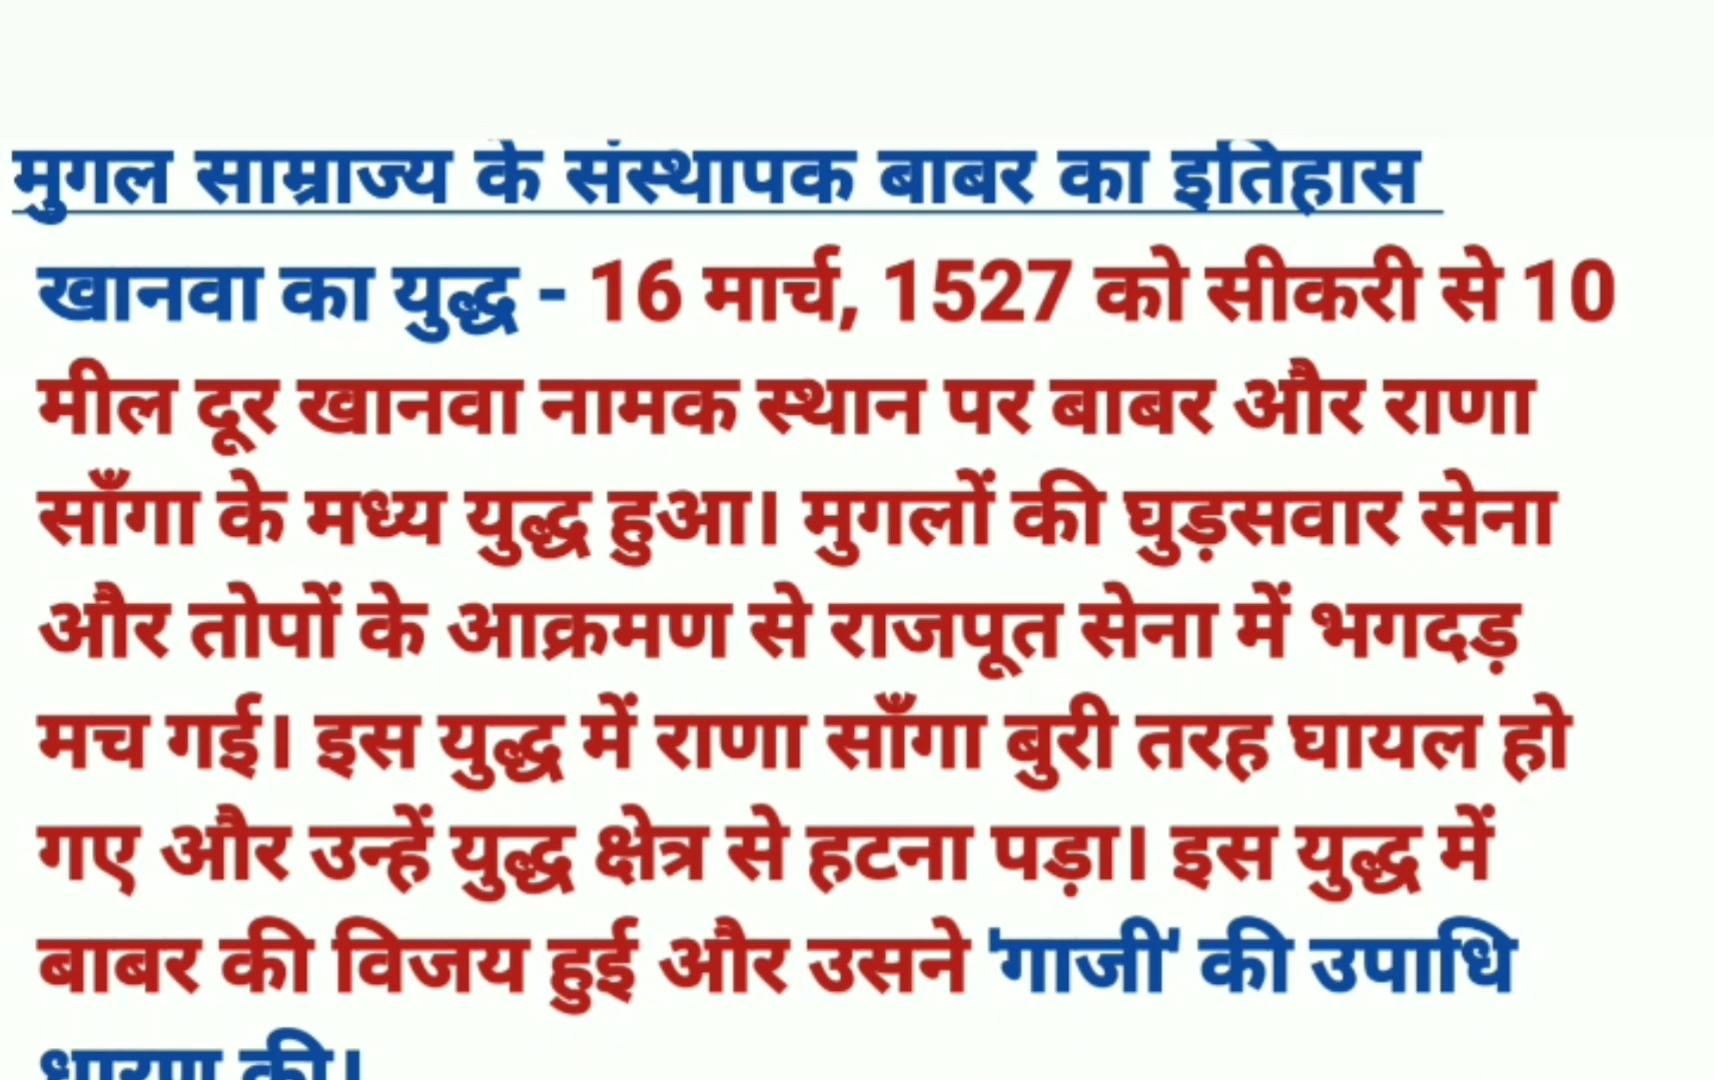 मुगल साम्राज्य के संस्थापक बाबर का इतिहास
खानवा का युद्ध - 16 मार्च, 1527 को सीकरी से 10
मील दूर खानवा नामक स्थान पर बाबर और राणा
साँगा के मध्य युद्ध हुआ। मुगलों की घुड़सवार सेना
और तोपों के आक्रमण से राजपूत सेना में भगदड़
मच गई। इस युद्ध में राणा साँगा बुरी तरह घायल हो
गए और उन्हें युद्ध क्षेत्र से हटना पड़ा। इस युद्ध में
बाबर की विजय हुई और उसने 'गाजी' की उपाधि
धारण की।